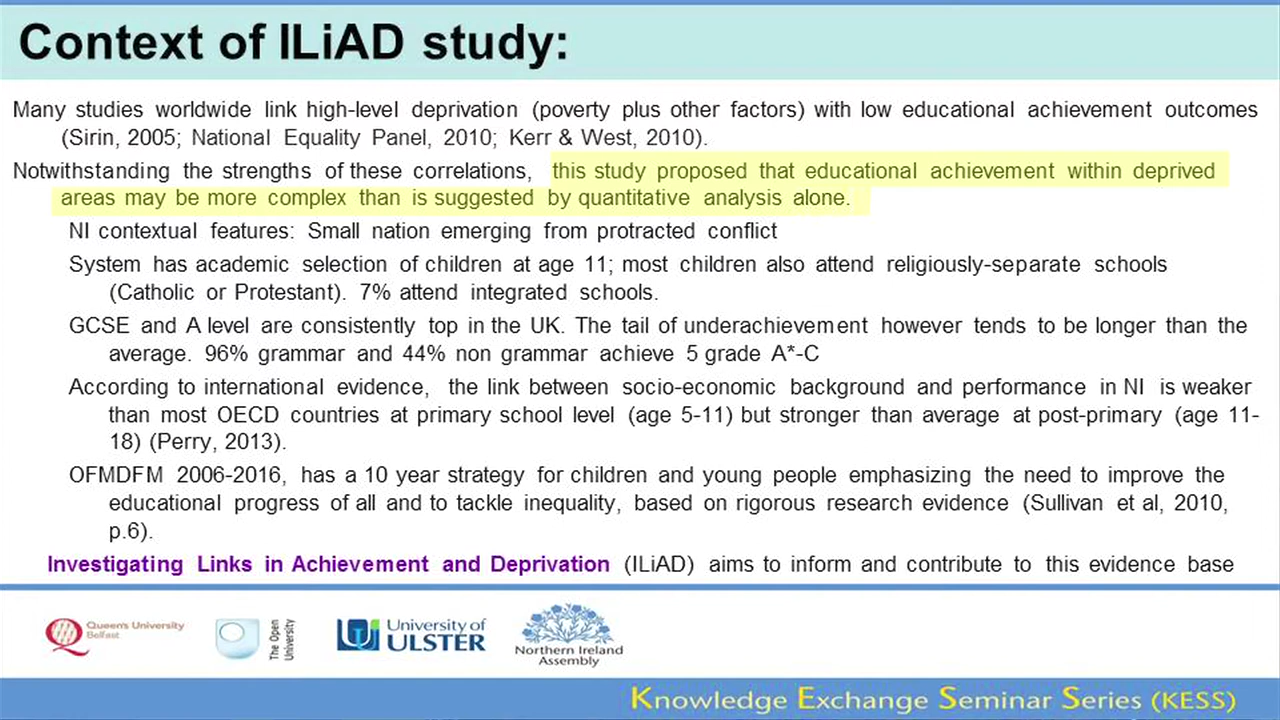 Context of ILiAD study:
Many studies worldwide link high-level deprivation (poverty plus other factors) with low educational achievement outcomes
(Sirin, 2005; National Equality Panel, 2010; Kerr & West, 2010).
Notwithstanding the strengths of these correlations, this study proposed that educational achievement within deprived
areas may be more complex than is suggested by quantitative analysis alone.
NI contextual features: Small nation emerging from protracted conflict
System has academic selection of children at age 11; most children also attend religiously-separate schools
(Catholic or Protestant). 7% attend integrated schools.
GCSE and A level are consistently top in the UK. The tail of underachievement however tends to be longer than the
average. 96% grammar and 44% non grammar achieve 5 grade A*-C
According to international evidence, the link between socio-economic background and performance in NI is weaker
than most OECD countries at primary school level (age 5-11) but stronger than average at post-primary (age 11-
18) (Perry, 2013).
OFMDFM 2006-2016, has a 10 year strategy for children and young people emphasizing the need to improve the
educational progress of all and to tackle inequality, based on rigorous research evidence (Sullivan et al, 2010,
p.6).
Investigating Links in Achievement and Deprivation (ILiAD) aims to inform and contribute to this evidence base
Queen's University
Belfast
The Open
University
University of
ULSTER
Northern Ireland
Assembly
Knowledge Exchange Seminar Series (KESS)